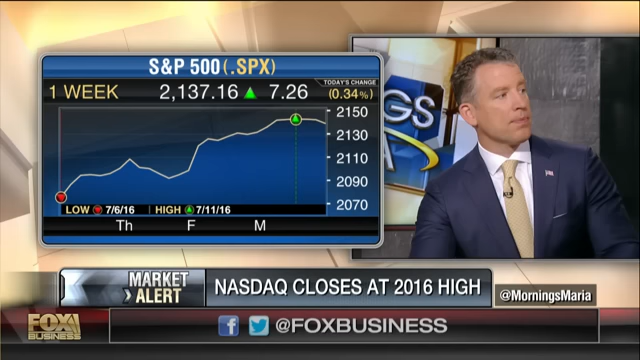 S&P 500 (.SPX)
1 WEEK 2,137.16 7.26
TODAY'S CHANGE
(0.34%)
2150
2130
2110
2090
2070
LOW 7/6/16 HIGH 7/11/16
Th F M
NGS
MARKET
ALERT
NASDAQ CLOSES AT 2016 HIGH
@MorningsMaria
FOX
BUSINESS
@FOXBUSINESS